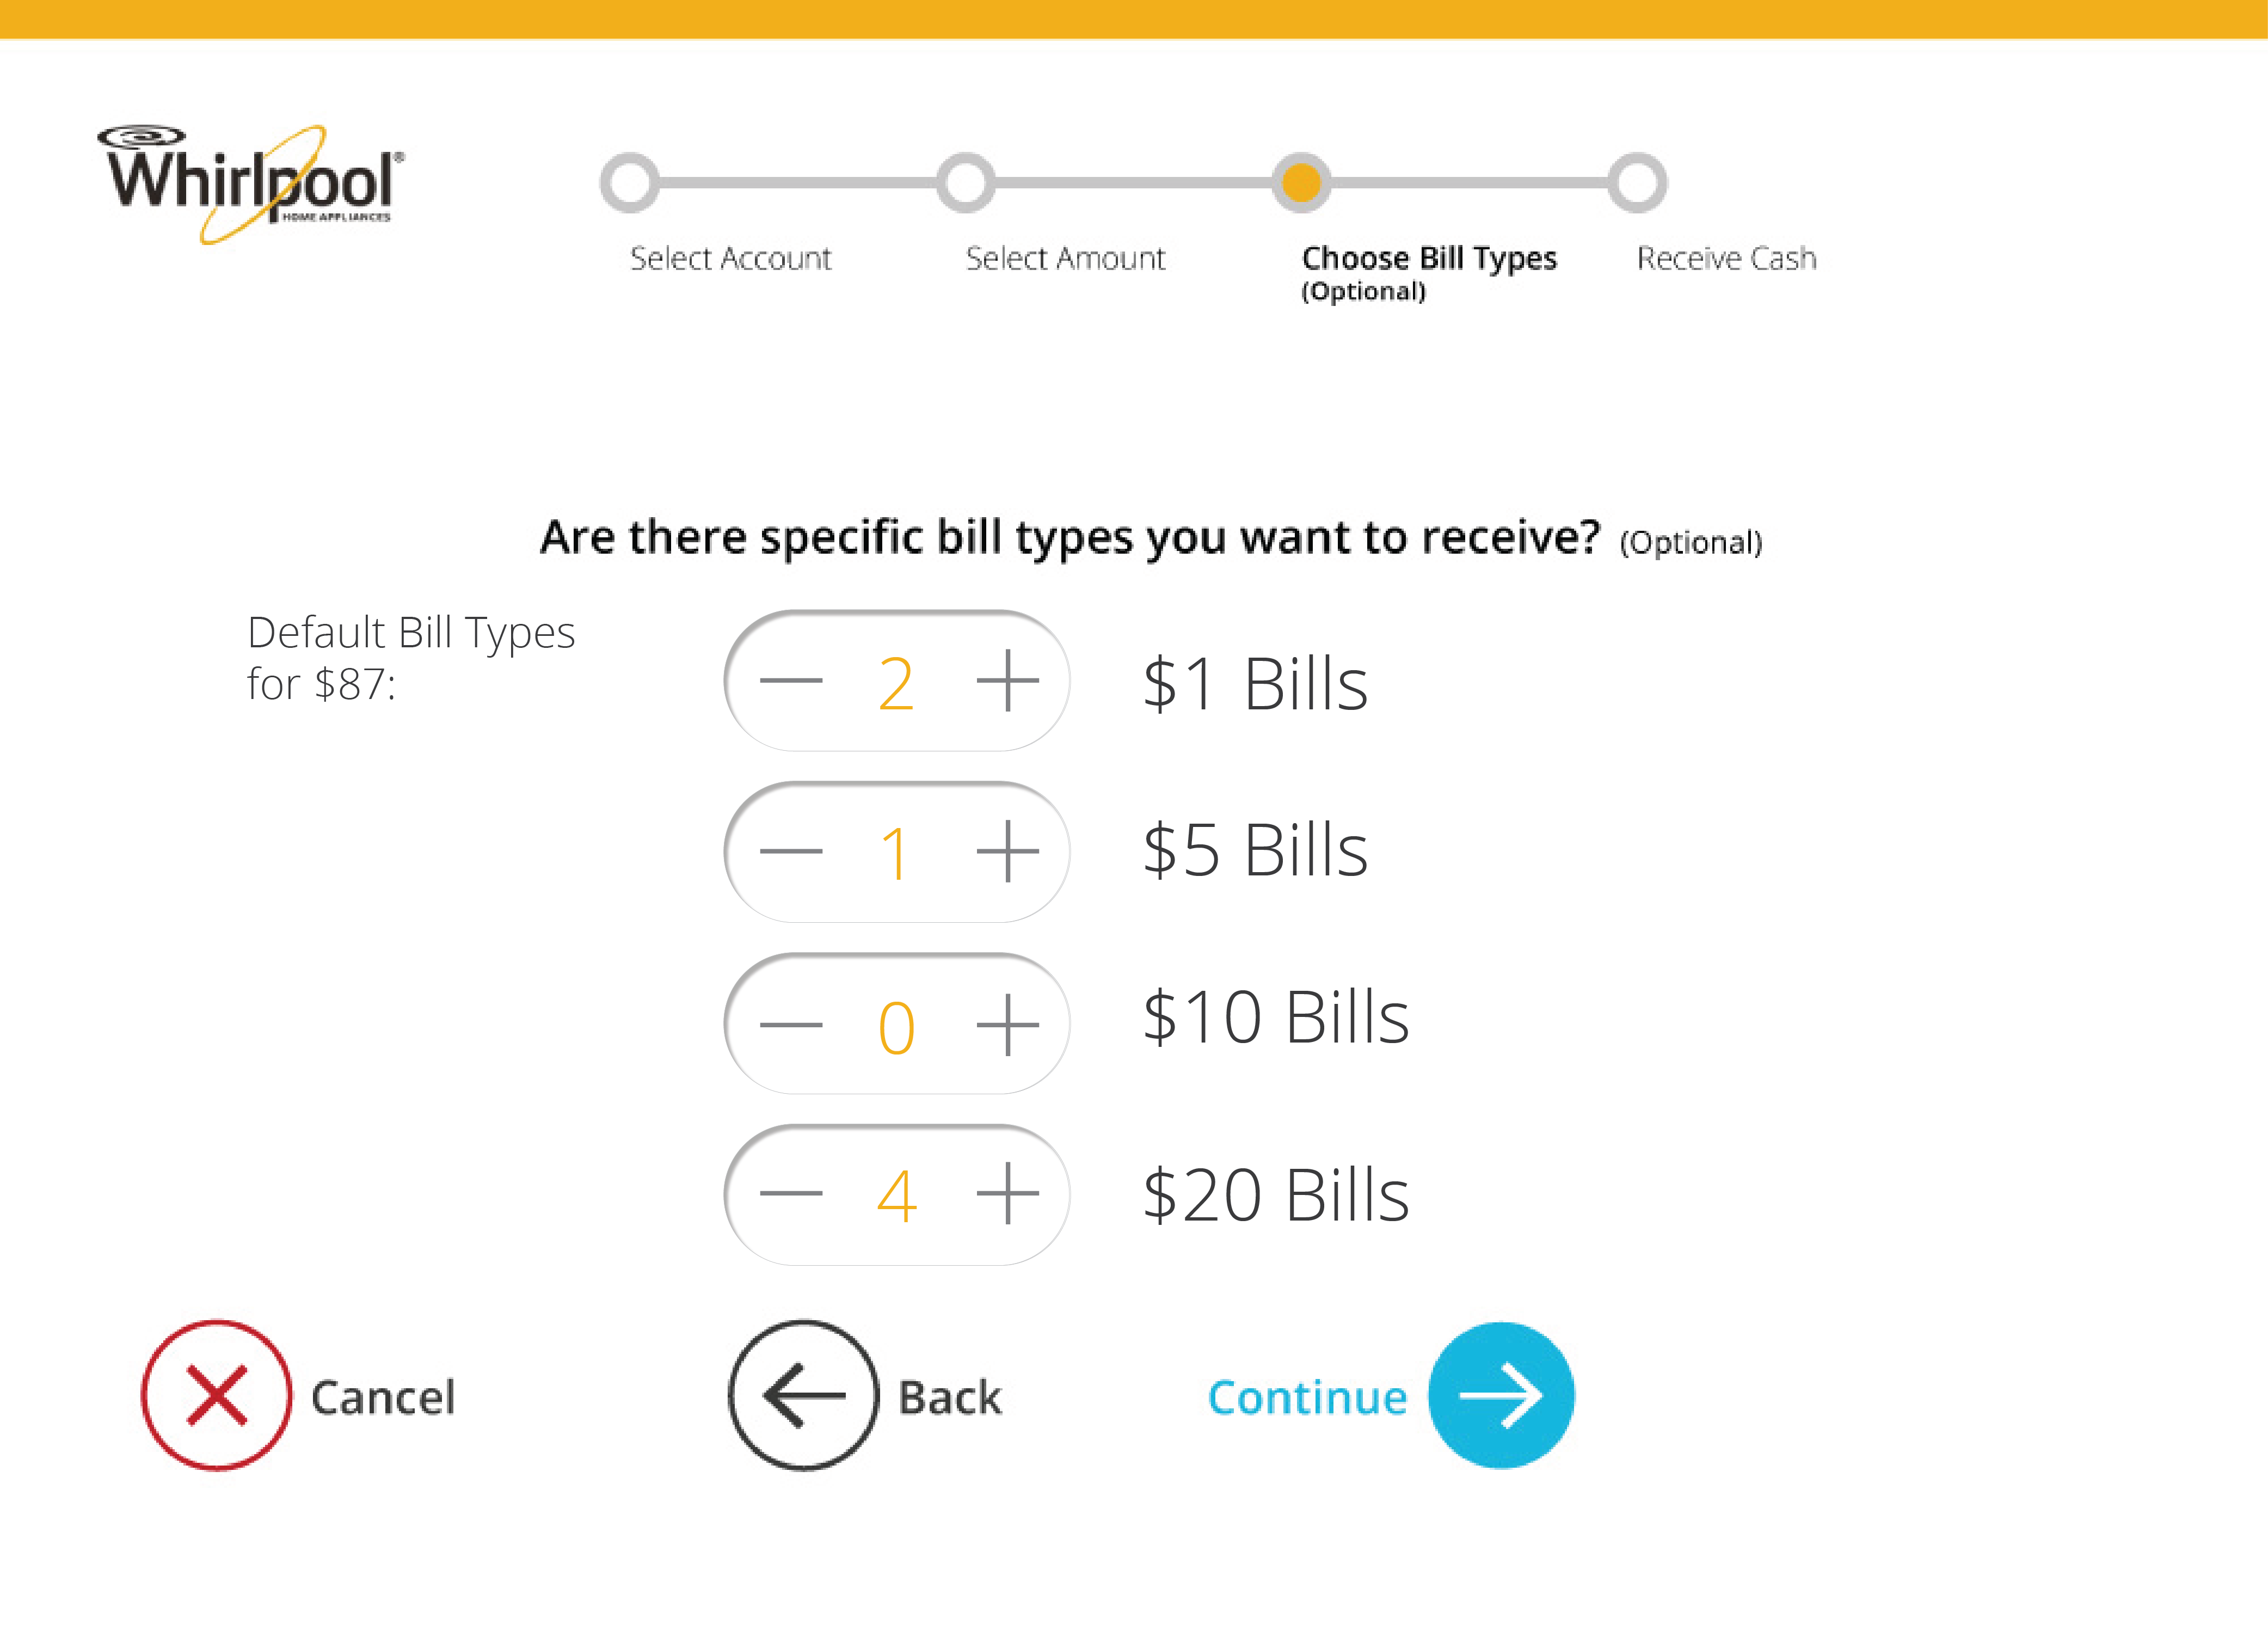 Whirlpool®
HOME APPLIANCES
Select Account
Select Amount
Choose Bill Types
(Optional)
Receive Cash
Are there specific bill types you want to receive? (Optional)
Default Bill Types
for $87:
2 $1 Bills
1 $5 Bills
0 $10 Bills
4 $20 Bills
Cancel
Back
Continue